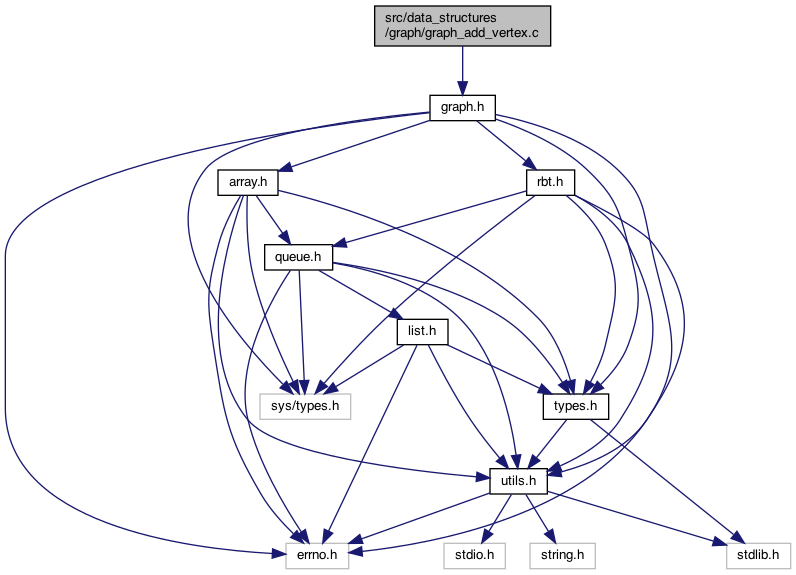 src/data_structures
/graph/graph_add_vertex.c
graph.h
array.h
rbt.h
queue.h
list.h
sys/types.h
types.h
utils.h
errno.h
stdio.h
string.h
stdlib.h